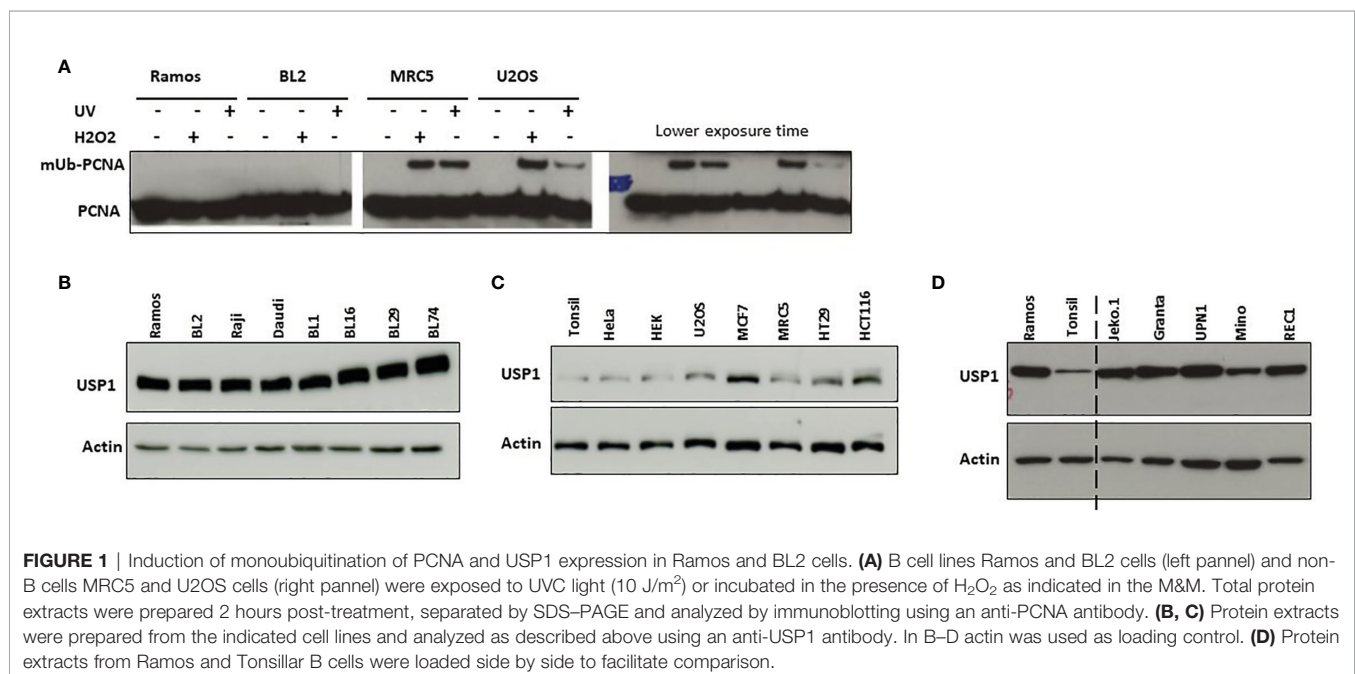 A
Ramos BL2 MRC5 U2OS
UV - - + - - + - - + - - +
H2O2 - + - - + - - + - - + -
Lower exposure time
mUb-PCNA
PCNA
B
Ramos BL2 Raji Daudi BL1 BL16 BL29 BL74
USP1
Actin
C
Tonsil HeLa HEK U2OS MCF7 MRC5 HT29 HCT116
USP1
Actin
D
Ramos Tonsil Jeko.1 Granta UPN1 Mino REC1
USP1
Actin
FIGURE 1 | Induction of monoubiquitination of PCNA and USP1 expression in Ramos and BL2 cells. (A) B cell lines Ramos and BL2 cells (left pannel) and non-
B cells MRC5 and U2OS cells (right pannel) were exposed to UVC light (10 J/m²) or incubated in the presence of H₂O₂ as indicated in the M&M. Total protein
extracts were prepared 2 hours post-treatment, separated by SDS–PAGE and analyzed by immunoblotting using an anti-PCNA antibody. (B, C) Protein extracts
were prepared from the indicated cell lines and analyzed as described above using an anti-USP1 antibody. In B–D actin was used as loading control. (D) Protein
extracts from Ramos and Tonsillar B cells were loaded side by side to facilitate comparison.